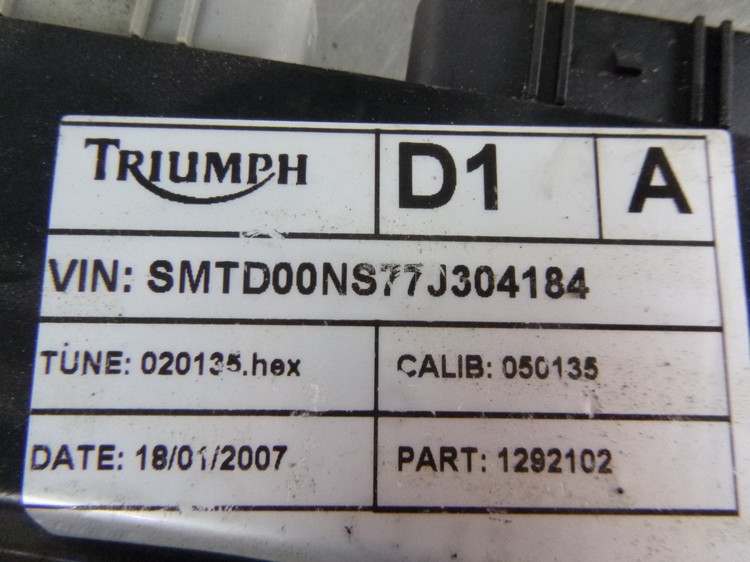 TRIUMPH D1 A
VIN: SMTD00NS77J304184
TUNE: 020135.hex CALIB: 050135
DATE: 18/01/2007 PART: 1292102